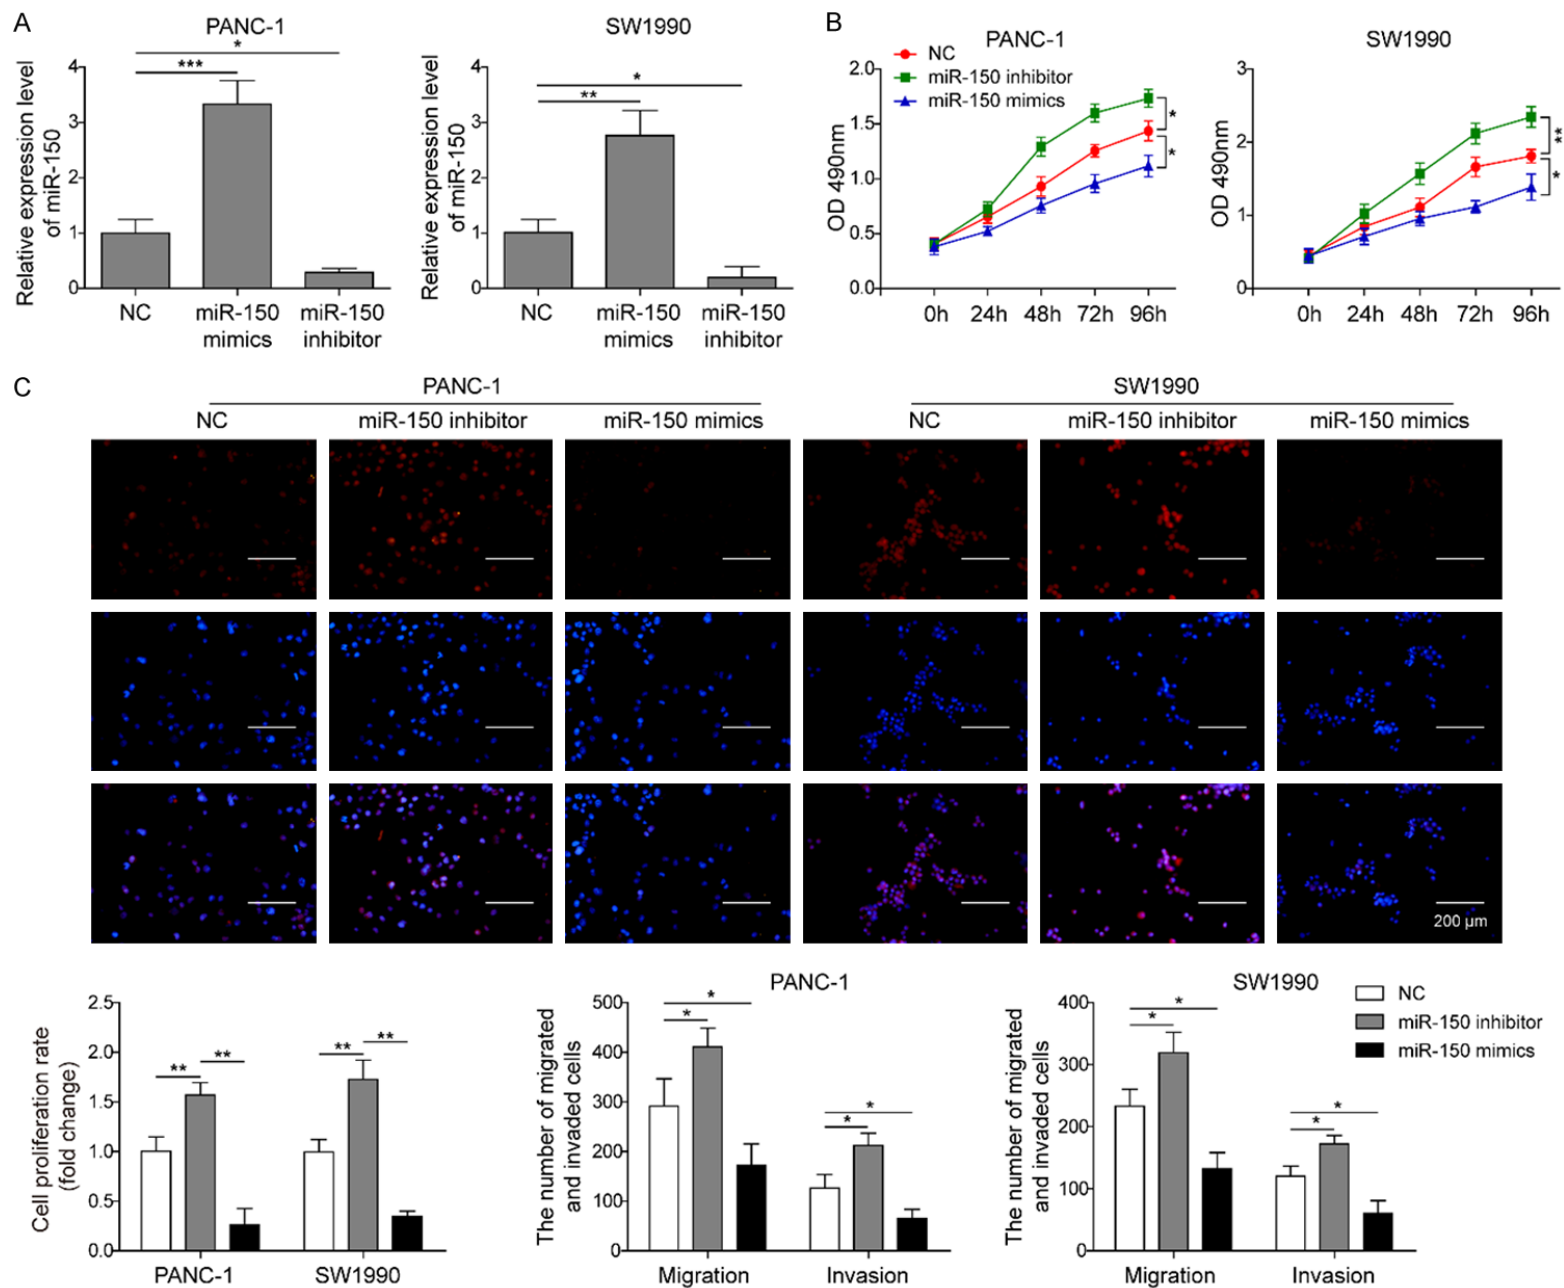 A
PANC-1
Relative expression level
of miR-150
4
3
2
1
0
*
***
NC
miR-150
mimics
miR-150
inhibitor
SW1990
Relative expression level
of miR-150
4
3
2
1
0
*
**
NC
miR-150
mimics
miR-150
inhibitor
B
PANC-1
NC
miR-150 inhibitor
miR-150 mimics
OD 490nm
2.0
1.5
1.0
0.5
0.0
*
*
0h 24h 48h 72h 96h
SW1990
OD 490nm
3
2
1
0
**
*
0h 24h 48h 72h 96h
C
PANC-1 SW1990
NC miR-150 inhibitor miR-150 mimics NC miR-150 inhibitor miR-150 mimics
200 µm
Cell proliferation rate
(fold change)
2.5
2.0
1.5
1.0
0.5
0.0
** ** ** **
PANC-1 SW1990
PANC-1
The number of migrated
and invaded cells
500
400
300
200
100
0
*
*
*
*
Migration Invasion
SW1990
The number of migrated
and invaded cells
400
300
200
100
0
*
*
*
*
Migration Invasion
NC
miR-150 inhibitor
miR-150 mimics